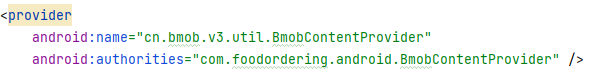 <provider
android:name="cn.bmob.v3.util.BmobContentProvider"
android:authorities="com.foodordering.android.BmobContentProvider" />